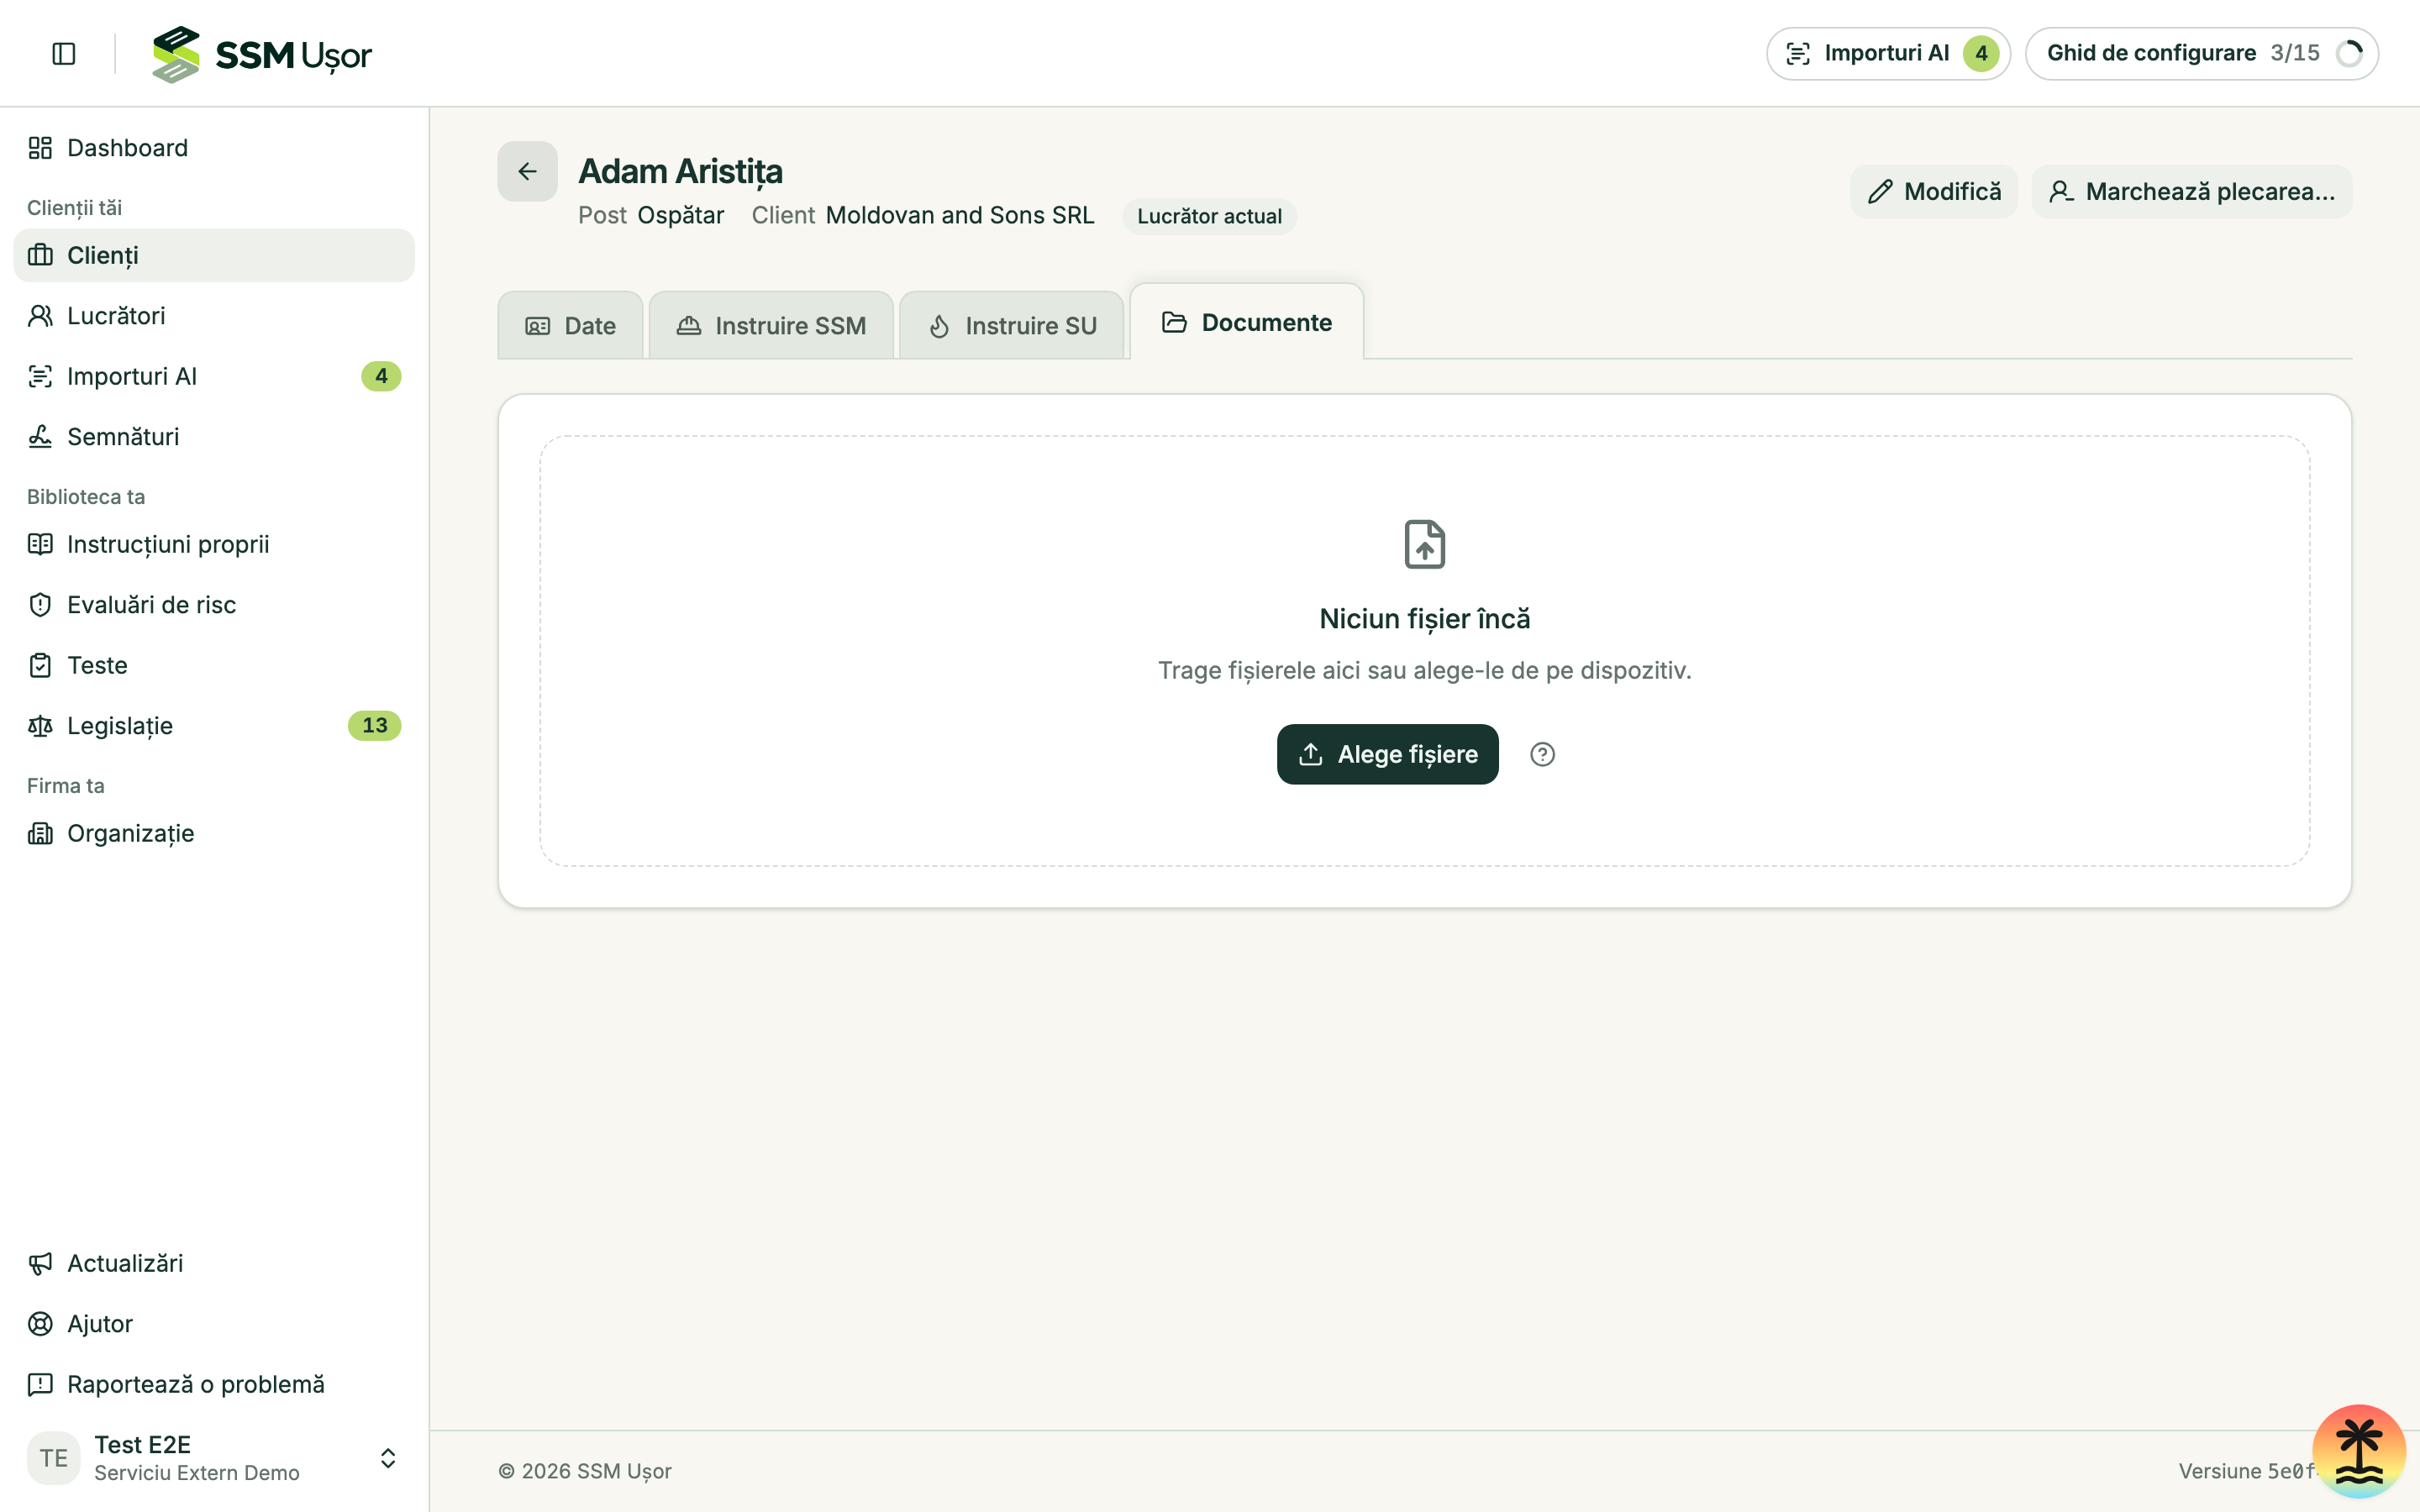 SSM Ușor
Importuri AI 4
Ghid de configurare 3/15
Dashboard
Clienții tăi
Clienți
Lucrători
Importuri AI 4
Semnături
Biblioteca ta
Instrucțiuni proprii
Evaluări de risc
Teste
Legislație 13
Firma ta
Organizație
Actualizări
Ajutor
Raportează o problemă
TE
Test E2E
Serviciu Extern Demo
Adam Aristița
Post Ospătar Client Moldovan and Sons SRL Lucrător actual
Modifică
Marchează plecarea...
Date
Instruire SSM
Instruire SU
Documente
Niciun fișier încă
Trage fișierele aici sau alege-le de pe dispozitiv.
Alege fișiere
© 2026 SSM Ușor
Versiune